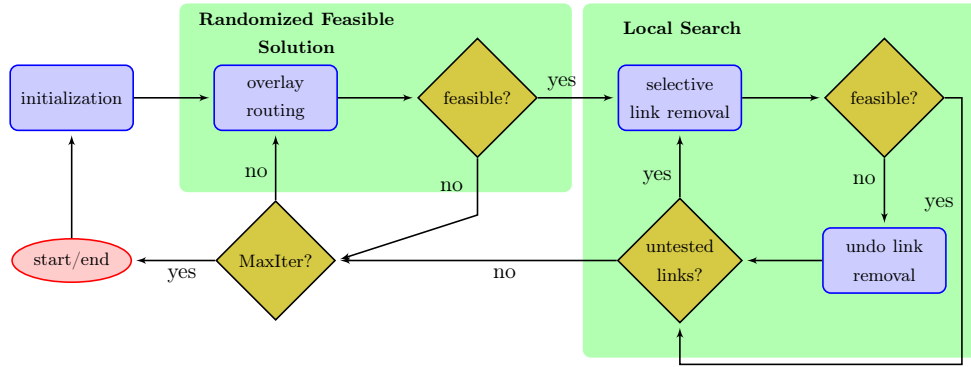 Randomized Feasible
Solution
Local Search
initialization
overlay
routing
feasible?
yes
selective
link removal
feasible?
no
no
yes
no
yes
start/end
yes
MaxIter?
no
untested
links?
undo link
removal